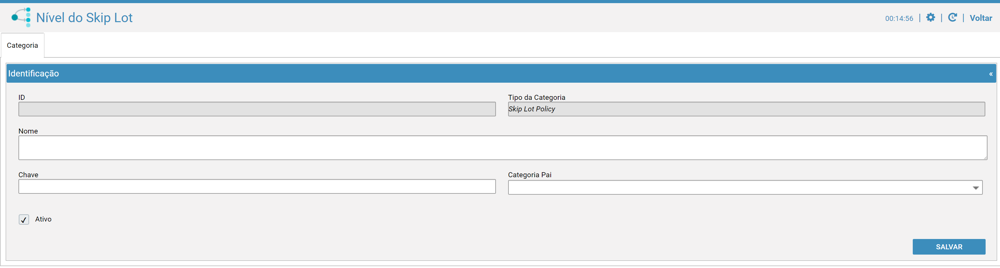 Nível do Skip Lot
00:14:56 | | | Voltar
Categoria
Identificação «
ID
Tipo da Categoria
Skip Lot Policy
Nome
Chave
Categoria Pai
Ativo
SALVAR